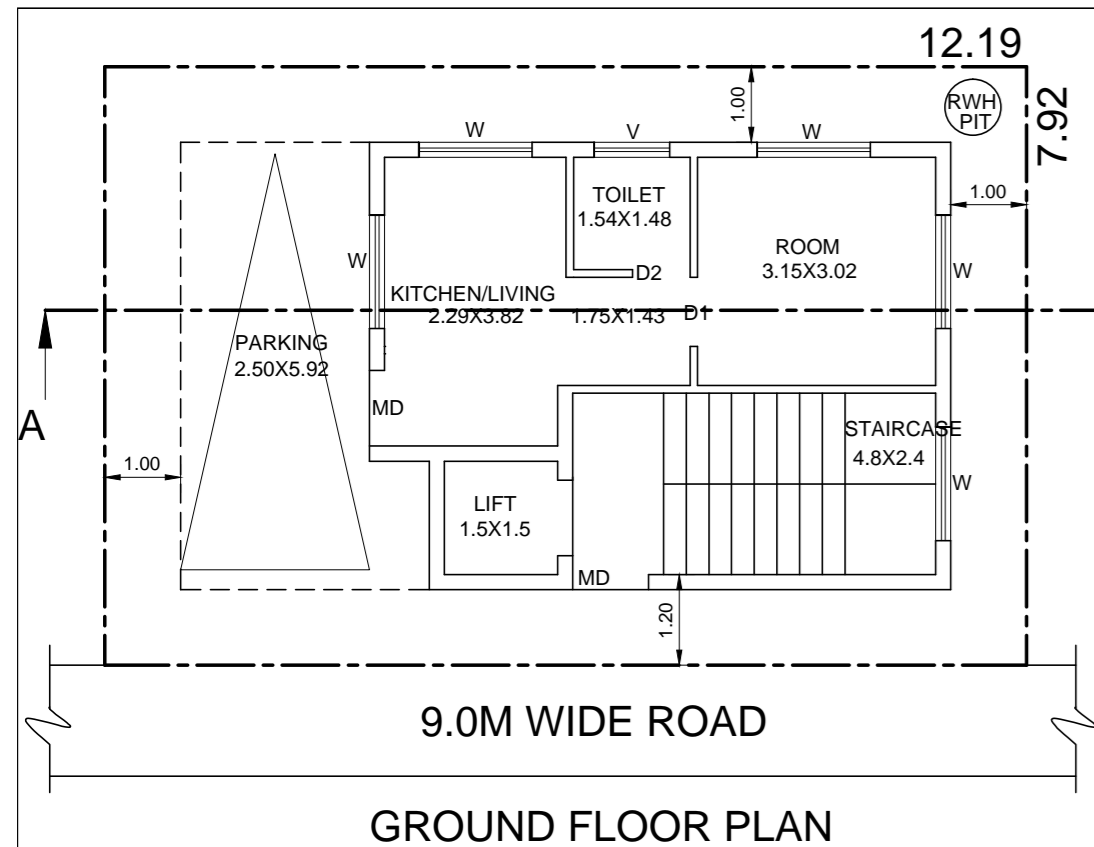 12.19
RWH
PIT
7.92
1.00
W
V
W
1.00
TOILET
1.54X1.48
ROOM
3.15X3.02
W
D2
W
KITCHEN/LIVING
2.29X3.82
1.75X1.43
D1
PARKING
2.50X5.92
A
MD
STAIRCASE
4.8X2.4
1.00
W
LIFT
1.5X1.5
MD
1.20
9.0M WIDE ROAD
GROUND FLOOR PLAN